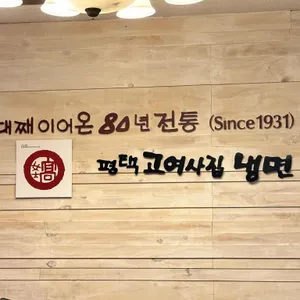 대째 이어온 80년 전통 (Since1931)
평택 고여사집 냉면